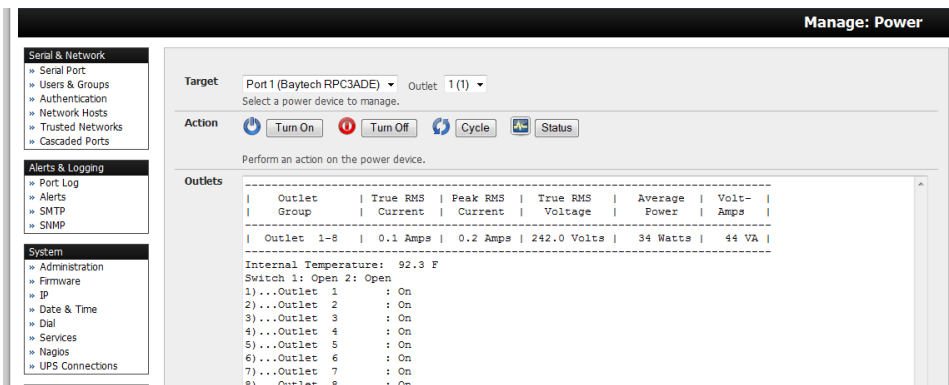 Manage: Power
Serial & Network
» Serial Port
» Users & Groups
» Authentication
» Network Hosts
» Trusted Networks
» Cascaded Ports
Alerts & Logging
» Port Log
» Alerts
» SMTP
» SNMP
System
» Administration
» Firmware
» IP
» Date & Time
» Dial
» Services
» Nagios
» UPS Connections
Target
Port 1 (Baytech RPC3ADE) Outlet 1 (1)
Select a power device to manage.
Action
Turn On Turn Off Cycle Status
Perform an action on the power device.
Outlets
---------------------------------------------------------------------------
| Outlet | True RMS | Peak RMS | True RMS | Average | Volt- |
| Group | Current | Current | Voltage | Power | Amps |
---------------------------------------------------------------------------
| Outlet 1-8 | 0.1 Amps | 0.2 Amps | 242.0 Volts | 34 Watts | 44 VA |
---------------------------------------------------------------------------
Internal Temperature: 92.3 F
Switch 1: Open 2: Open
1)...Outlet 1 : On
2)...Outlet 2 : On
3)...Outlet 3 : On
4)...Outlet 4 : On
5)...Outlet 5 : On
6)...Outlet 6 : On
7)...Outlet 7 : On
8)...Outlet 8 : On